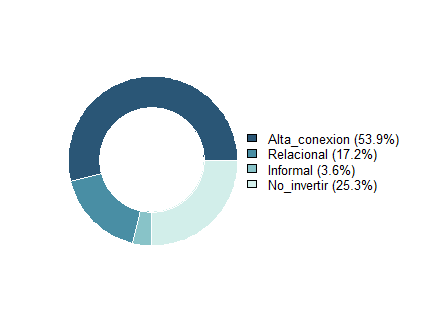 Alta_conexion (53.9%)
Relacional (17.2%)
Informal (3.6%)
No_invertir (25.3%)